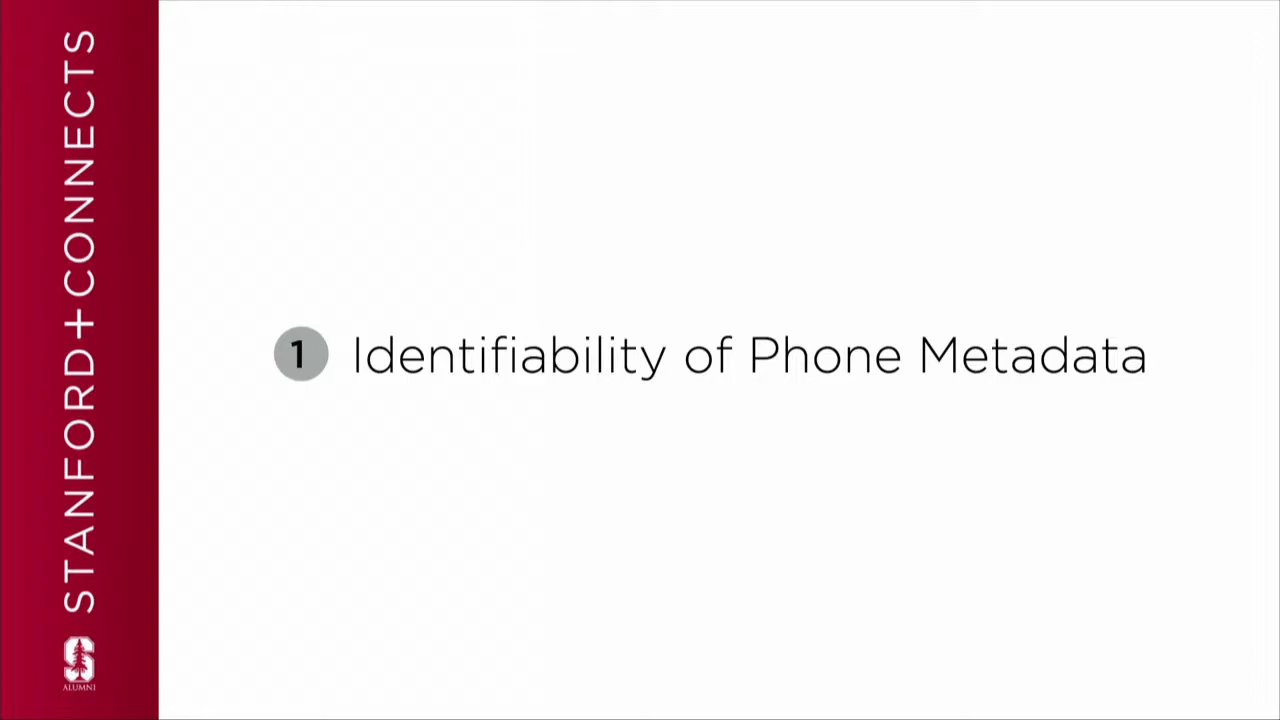 STANFORD+CONNECTS
S
ALUMNI
1 Identifiability of Phone Metadata